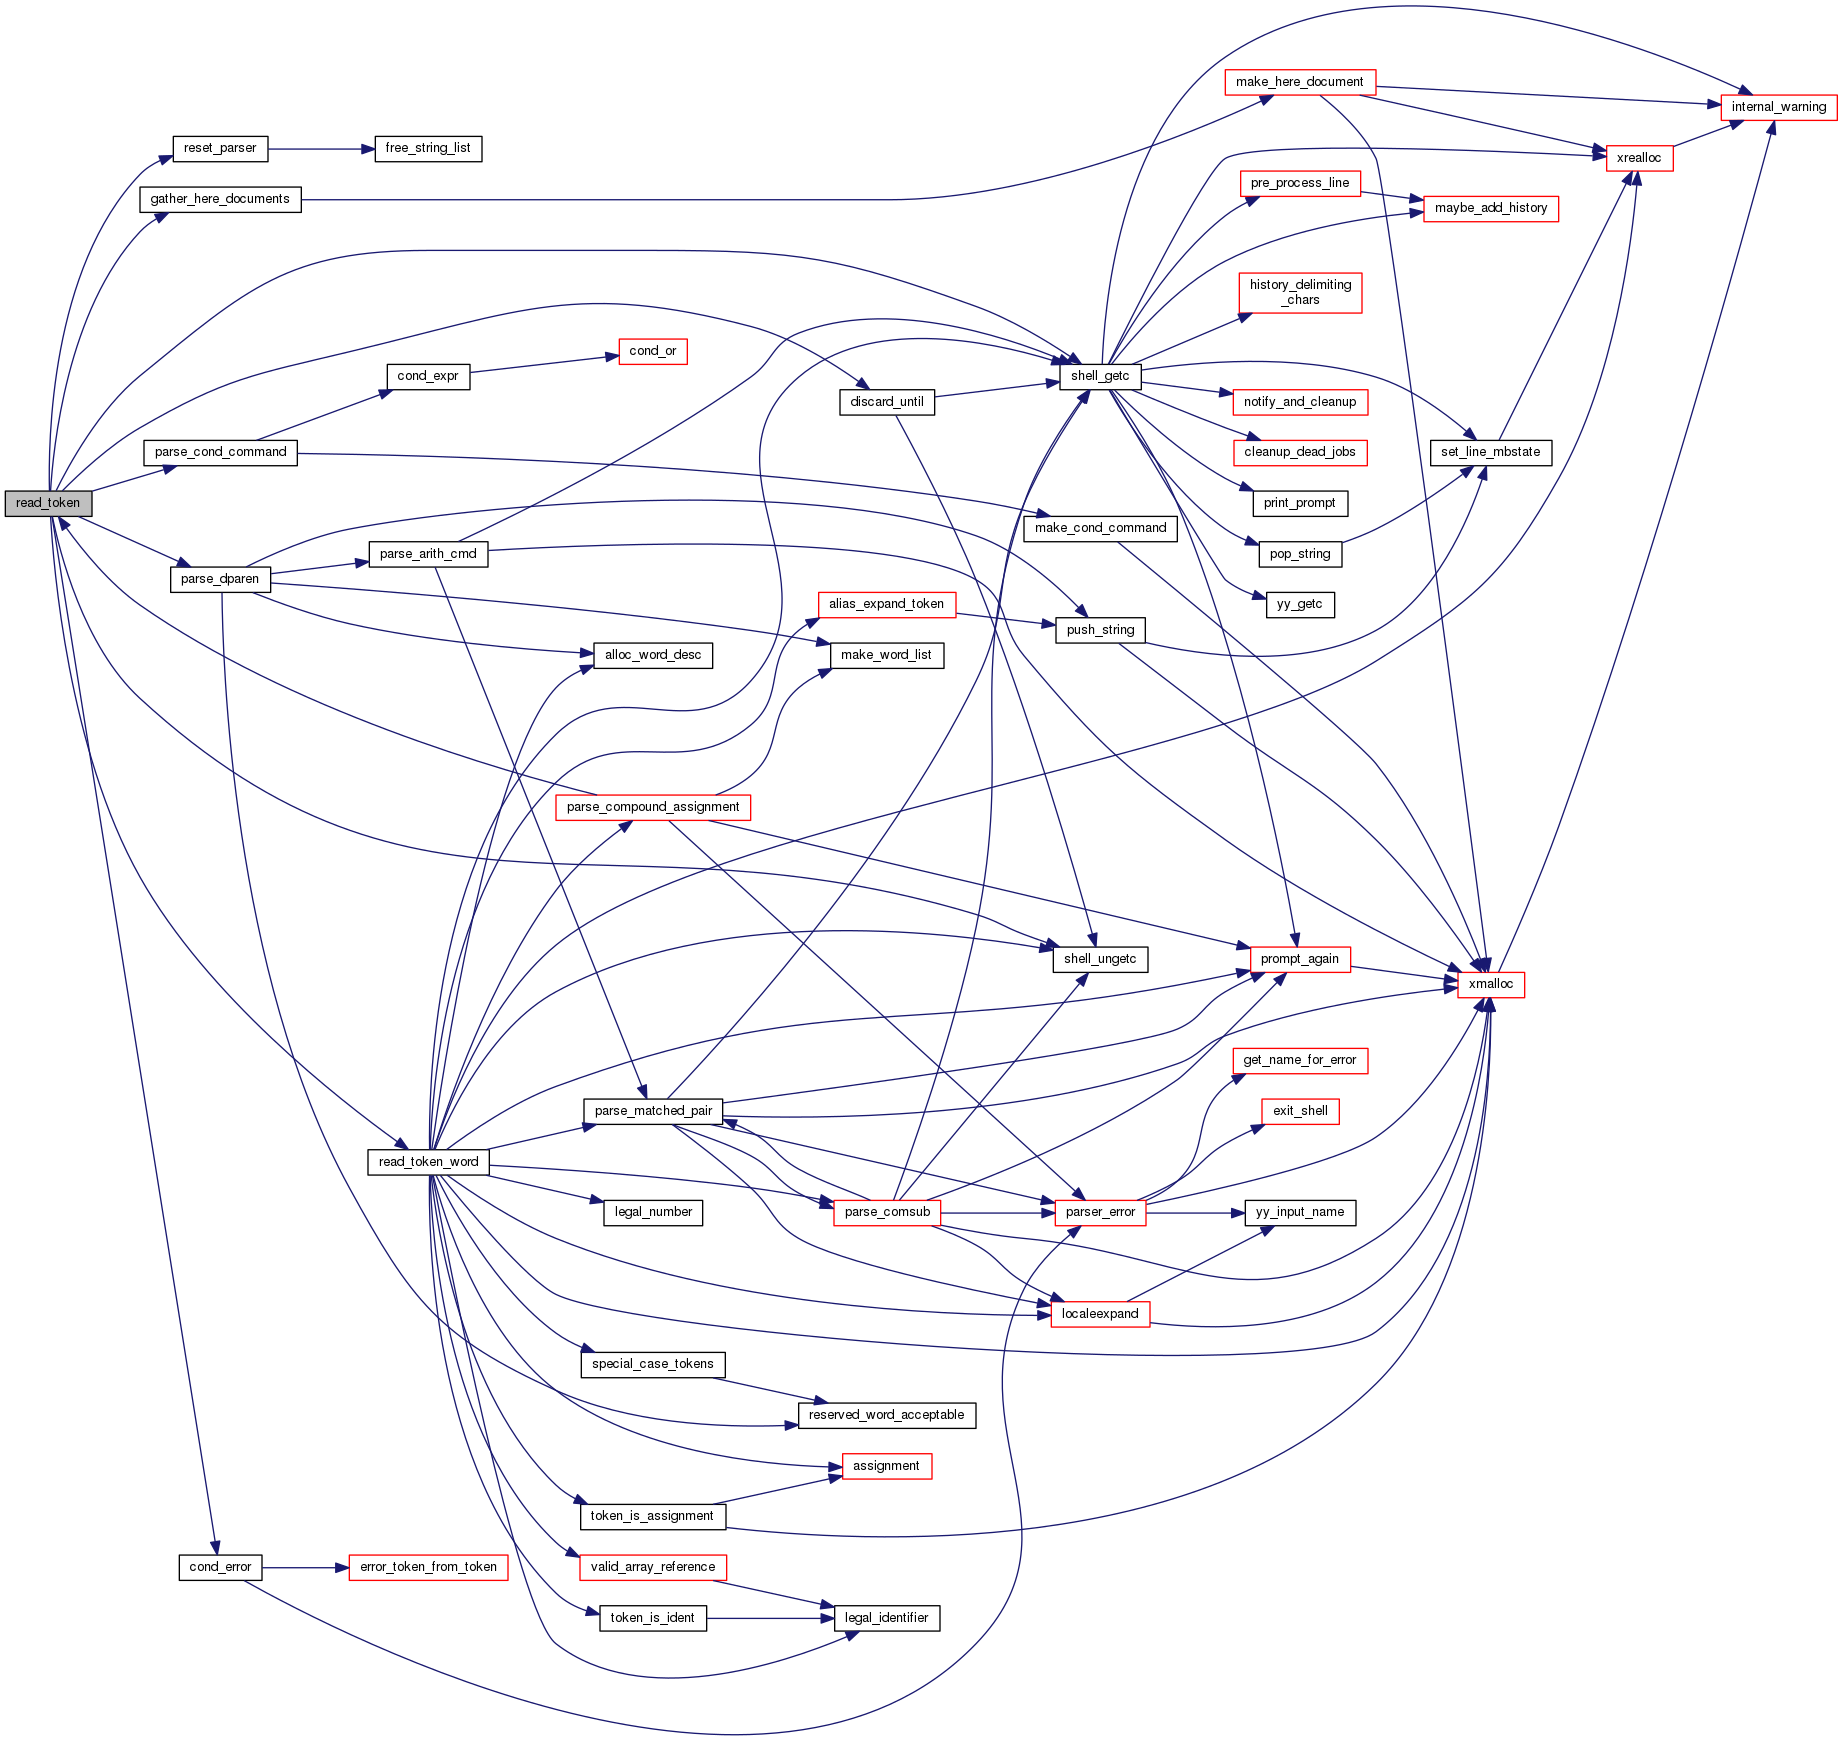 make_here_document
internal_warning
reset_parser
free_string_list
xrealloc
pre_process_line
gather_here_documents
maybe_add_history
history_delimiting
_chars
cond_or
cond_expr
shell_getc
discard_until
notify_and_cleanup
parse_cond_command
set_line_mbstate
cleanup_dead_jobs
read_token
print_prompt
make_cond_command
parse_arith_cmd
pop_string
parse_dparen
alias_expand_token
yy_getc
push_string
alloc_word_desc
make_word_list
parse_compound_assignment
shell_ungetc
prompt_again
xmalloc
get_name_for_error
parse_matched_pair
exit_shell
read_token_word
legal_number
parse_comsub
parser_error
yy_input_name
localeexpand
special_case_tokens
reserved_word_acceptable
assignment
token_is_assignment
cond_error
error_token_from_token
valid_array_reference
token_is_ident
legal_identifier